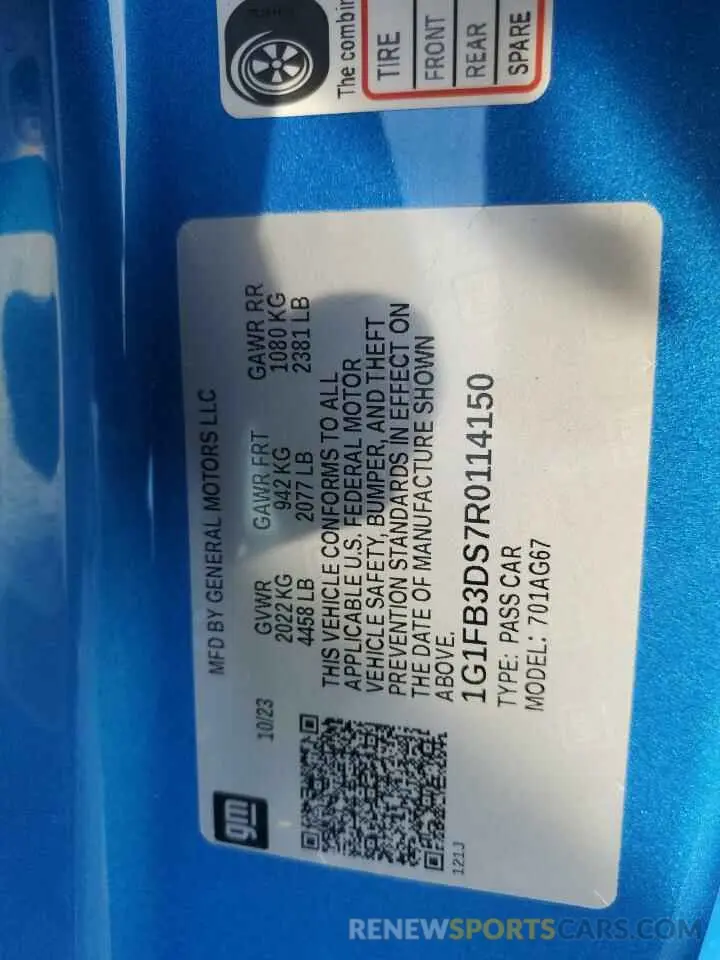 The combin
TIRE
FRONT
REAR
SPARE
gm
MFD BY GENERAL MOTORS LLC
10/23
GVWR GAWR FRT GAWR RR
2022 KG 942 KG 1080 KG
4458 LB 2077 LB 2381 LB
THIS VEHICLE CONFORMS TO ALL
APPLICABLE U.S. FEDERAL MOTOR
VEHICLE SAFETY, BUMPER, AND THEFT
PREVENTION STANDARDS IN EFFECT ON
THE DATE OF MANUFACTURE SHOWN
ABOVE.
1G1FB3DS7R0114150
TYPE: PASS CAR
MODEL: 701AG67
121J
RENEWSPORTSCARS.COM